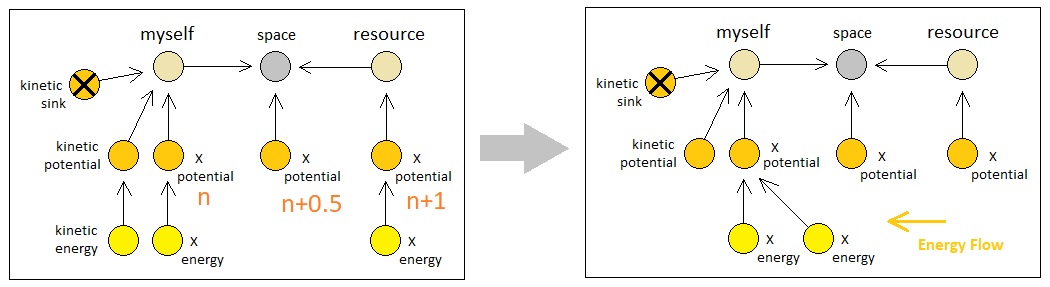 myself
space
resource
kinetic
sink
kinetic
potential
x
potential
n
x
potential
n+0.5
x
potential
n+1
kinetic
energy
x
energy
x
energy
myself
space
resource
kinetic
sink
kinetic
potential
x
potential
x
potential
x
potential
x
energy
x
energy
Energy Flow